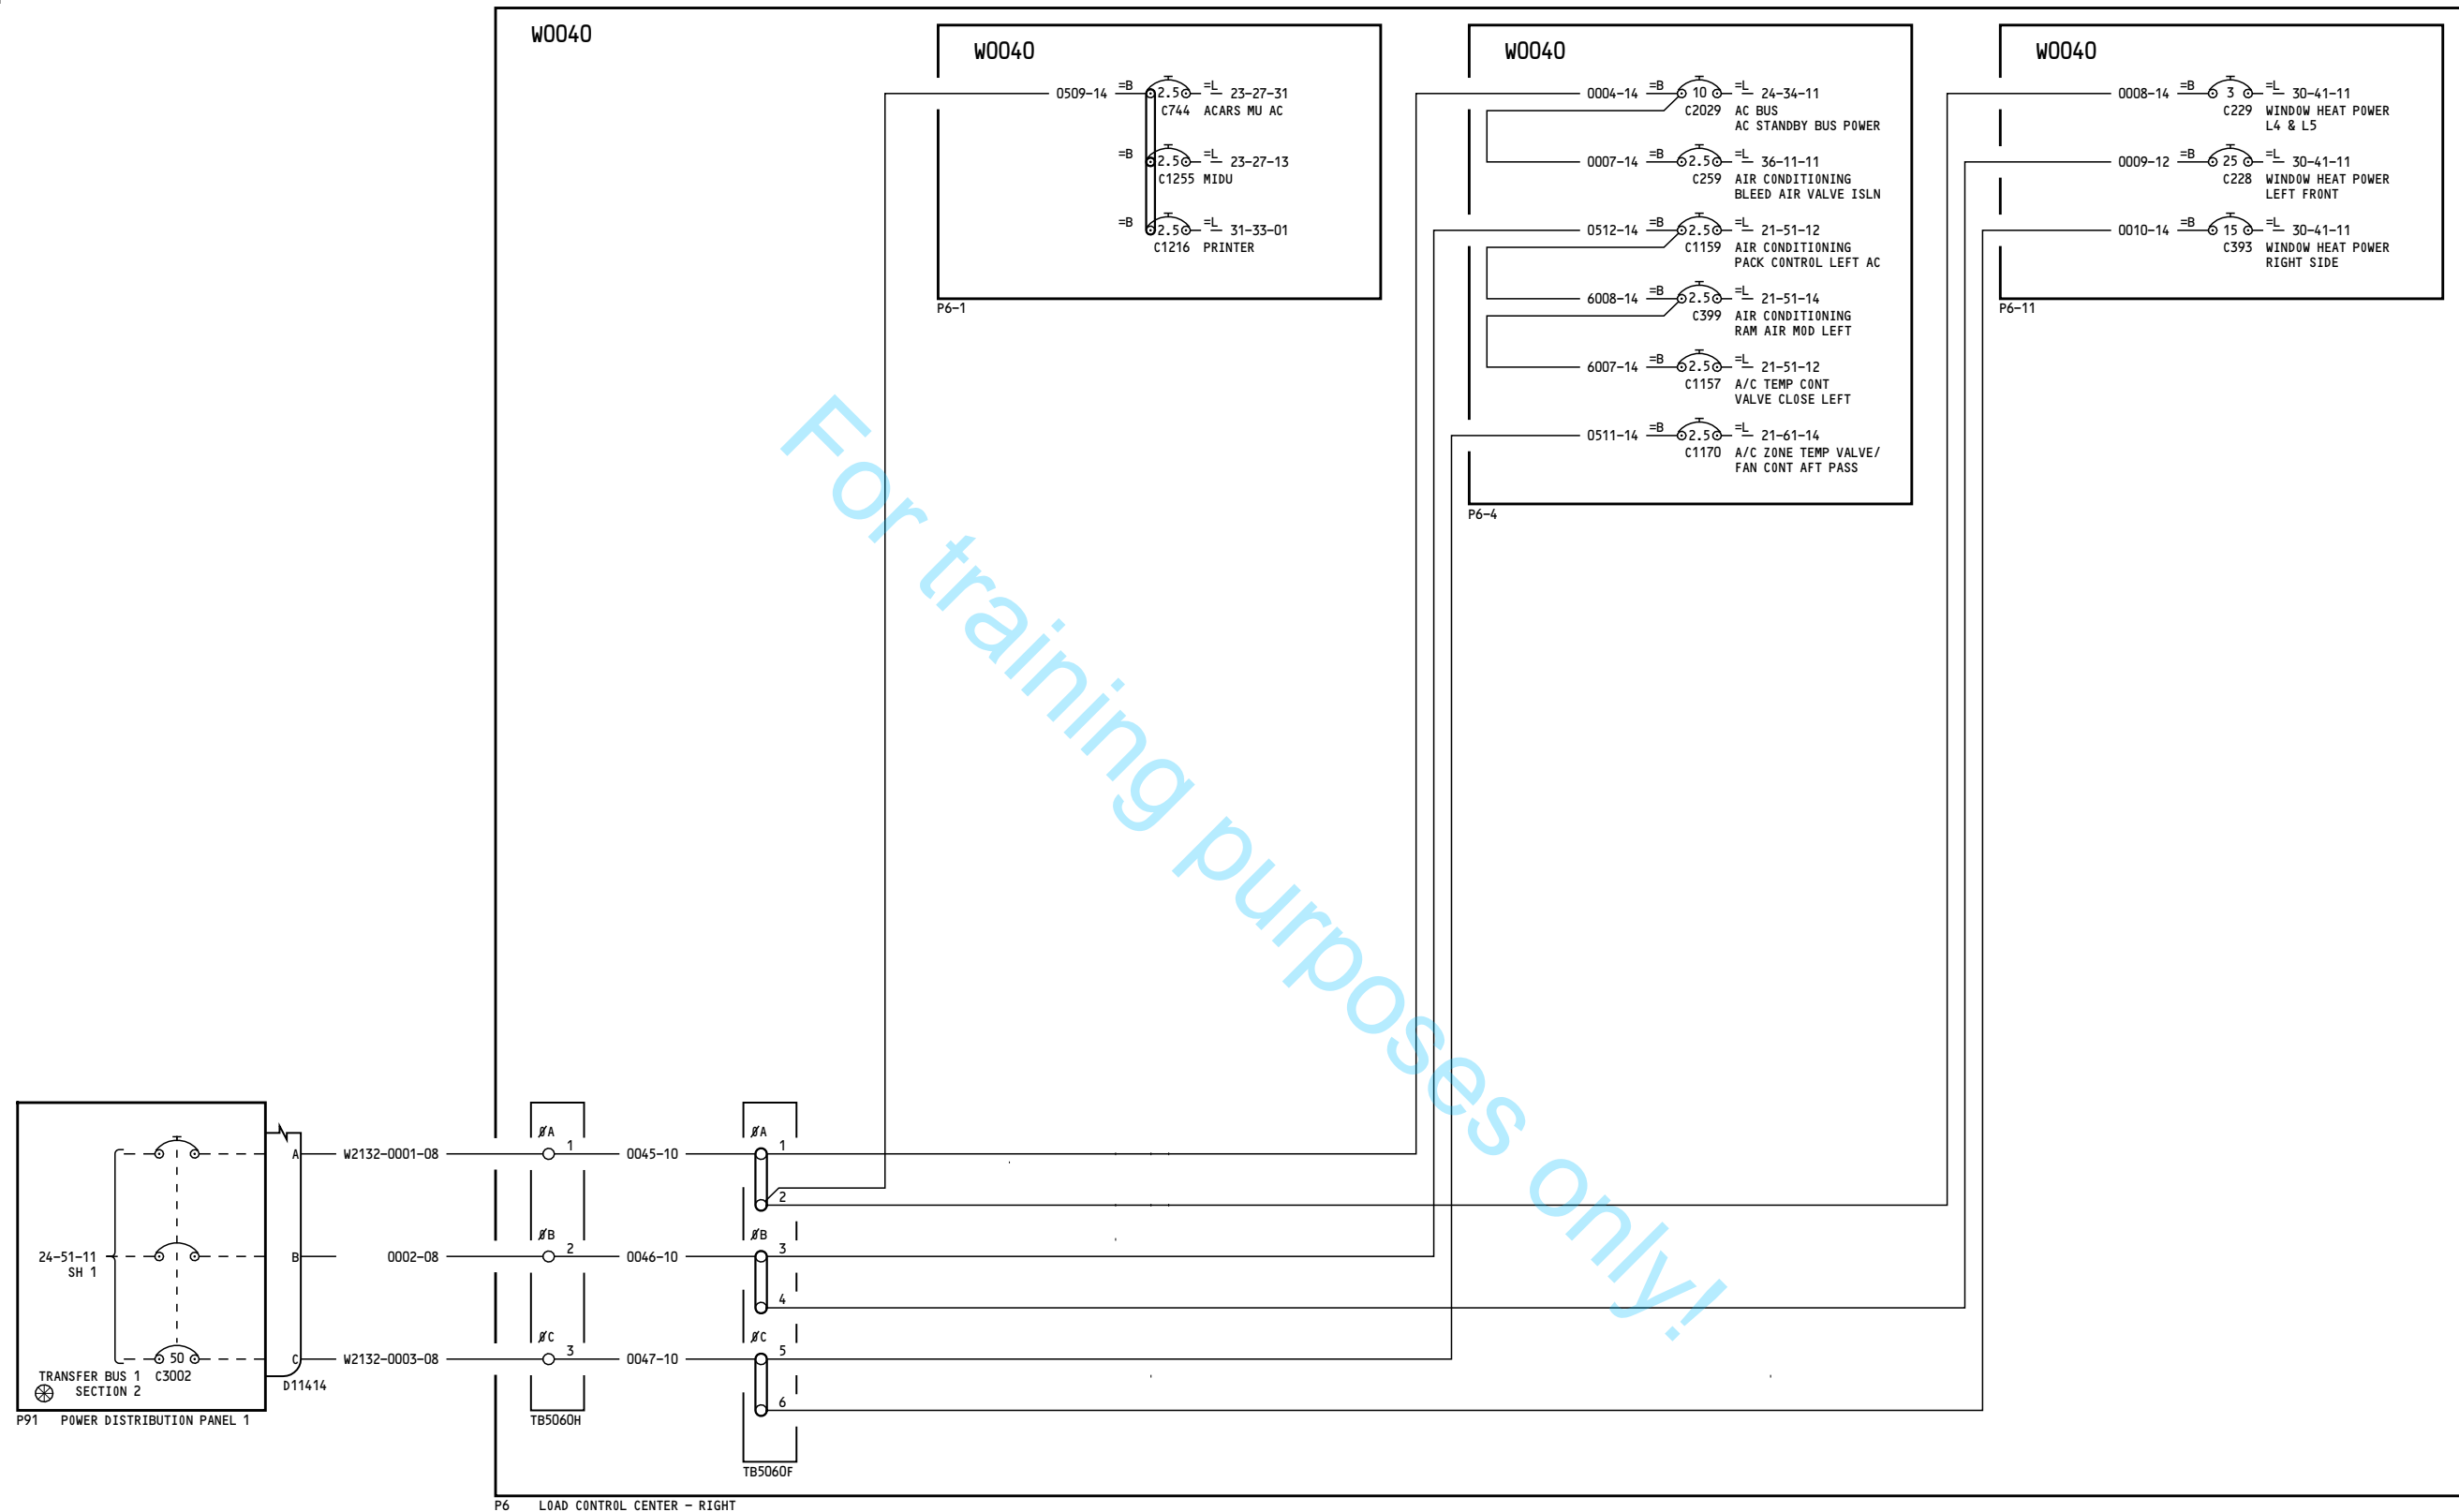 W0040
W0040
0509-14 =B 2.5 =L 23-27-31
C744 ACARS MU AC
=B 2.5 =L 23-27-13
C1255 MIDU
=B 2.5 =L 31-33-01
C1216 PRINTER
P6-1
W0040
0004-14 =B 10 =L 24-34-11
C2029 AC BUS
AC STANDBY BUS POWER
0007-14 =B 2.5 =L 36-11-11
C259 AIR CONDITIONING
BLEED AIR VALVE ISLN
0512-14 =B 2.5 =L 21-51-12
C1159 AIR CONDITIONING
PACK CONTROL LEFT AC
6008-14 =B 2.5 =L 21-51-14
C399 AIR CONDITIONING
RAM AIR MOD LEFT
6007-14 =B 2.5 =L 21-51-12
C1157 A/C TEMP CONT
VALVE CLOSE LEFT
0511-14 =B 2.5 =L 21-61-14
C1170 A/C ZONE TEMP VALVE/
FAN CONT AFT PASS
P6-4
W0040
0008-14 =B 3 =L 30-41-11
C229 WINDOW HEAT POWER
L4 & L5
0009-12 =B 25 =L 30-41-11
C228 WINDOW HEAT POWER
LEFT FRONT
0010-14 =B 15 =L 30-41-11
C393 WINDOW HEAT POWER
RIGHT SIDE
P6-11
For training purposes only!
ØA ØA
A W2132-0001-08 1 0045-10 1
2
ØB ØB
24-51-11 B 0002-08 2 0046-10 3
SH 1
4
ØC ØC
50 C W2132-0003-08 3 0047-10 5
TRANSFER BUS 1 C3002
SECTION 2
D11414
6
P91 POWER DISTRIBUTION PANEL 1
TB5060H
TB5060F
P6 LOAD CONTROL CENTER - RIGHT